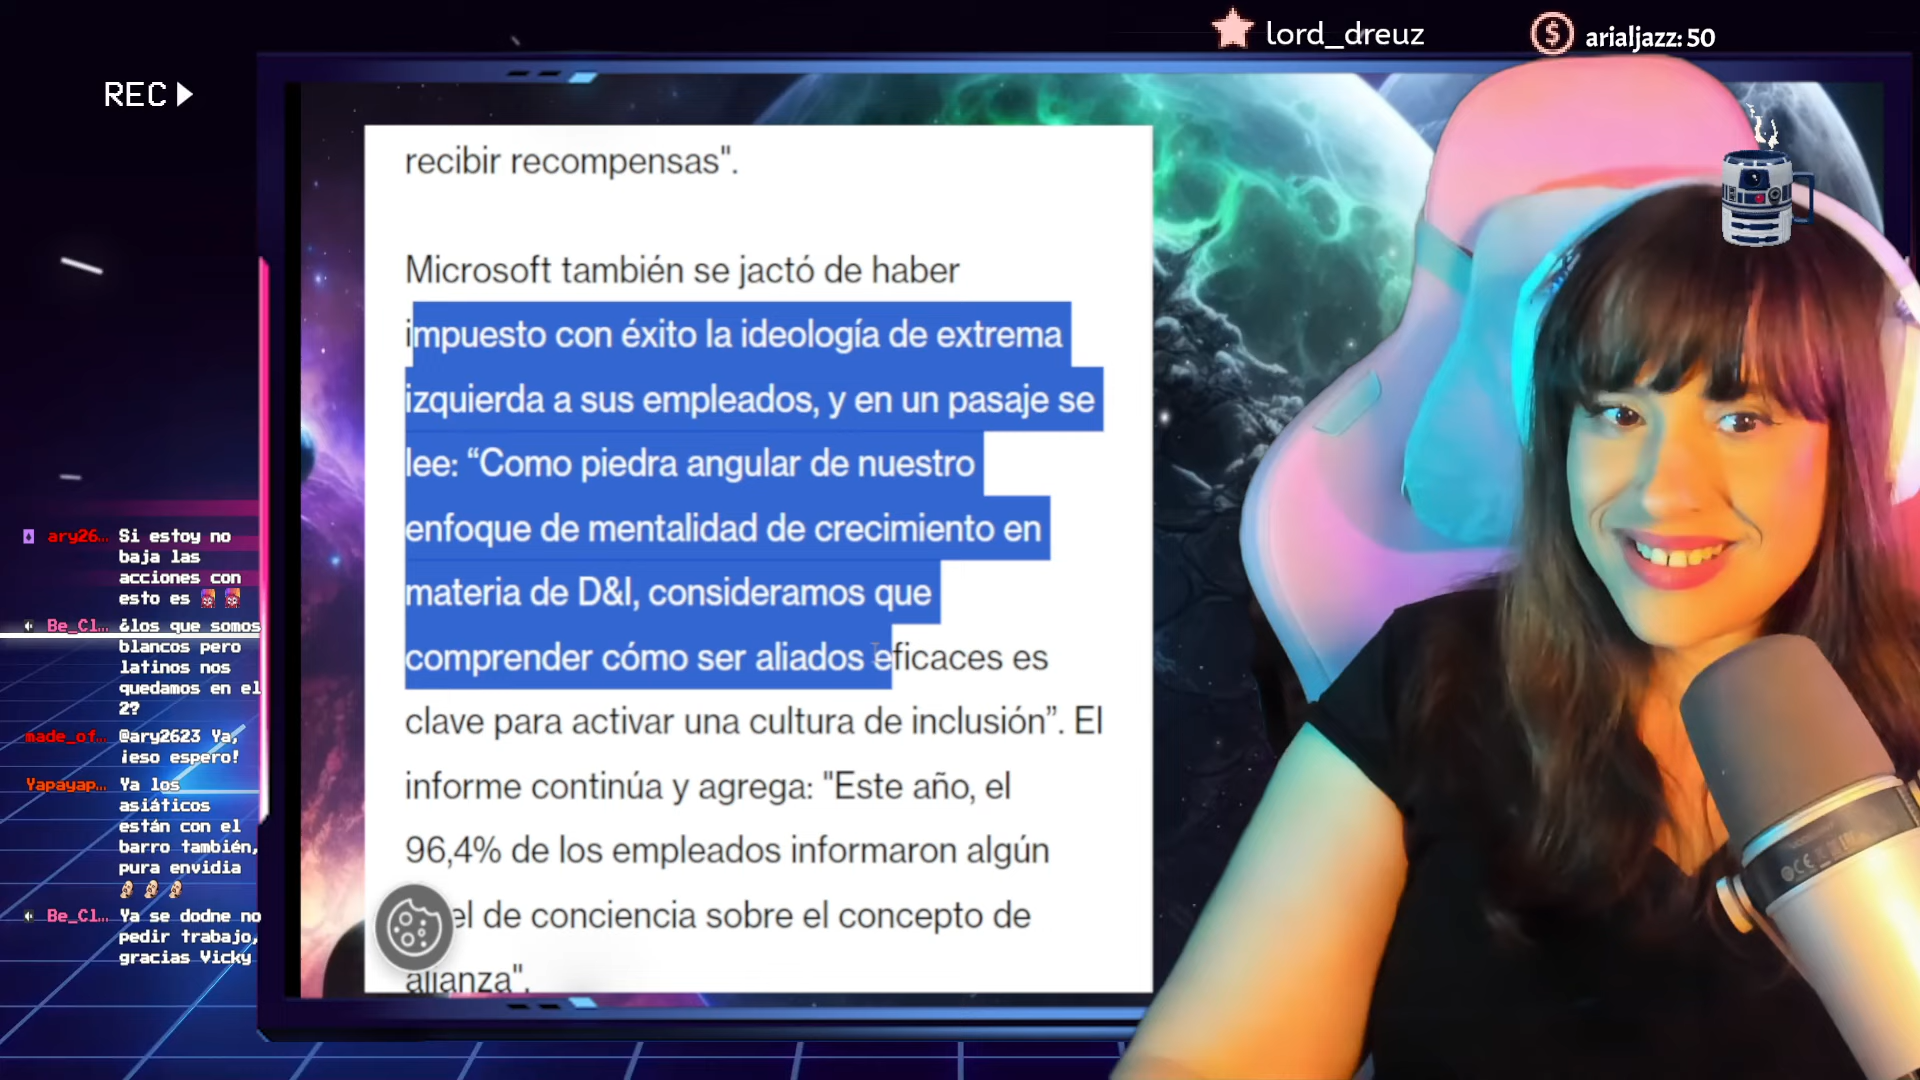 lord_dreuz
arialjazz: 50
REC
recibir recompensas".
Microsoft también se jactó de haber
impuesto con éxito la ideología de extrema
izquierda a sus empleados, y en un pasaje se
lee: “Como piedra angular de nuestro
enfoque de mentalidad de crecimiento en
materia de D&I, consideramos que
comprender cómo ser aliados eficaces es
clave para activar una cultura de inclusión”. El
informe continúa y agrega: "Este año, el
96,4% de los empleados informaron algún
el de conciencia sobre el concepto de
alianza".
ary26... Si estoy no
baja las
acciones con
esto es
Be_Cl... ¿los que somos
blancos pero
latinos nos
quedamos en el
2?
made_of... @ary2623 Ya,
¡eso espero!
Yapayap... Ya los
asiáticos
están con el
barro también,
pura envidia
Be_Cl... Ya se dodne no
pedir trabajo,
gracias Vicky